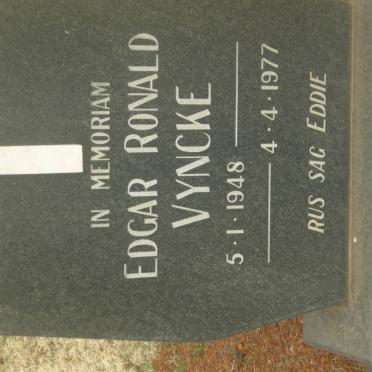 IN MEMORIAM
EDGAR RONALD
VYNCKE
5·1·1948
4·4·1977
RUS SAG EDDIE